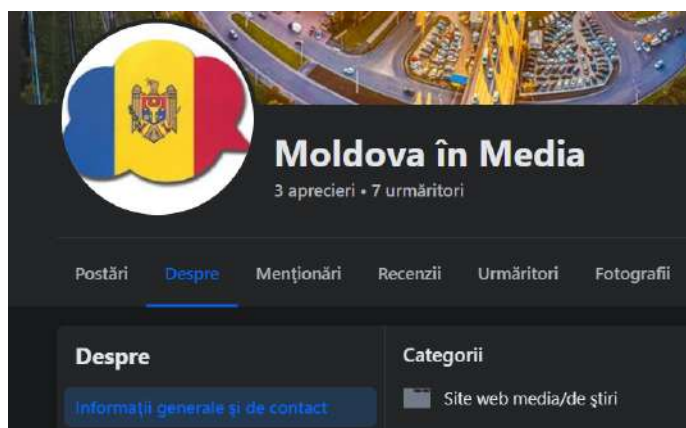 Moldova în Media
3 aprecieri • 7 urmăritori
Postări Despre Menționări Recenzii Urmăritori Fotografii
Despre
Informații generale și de contact
Categorii
Site web media/de știri